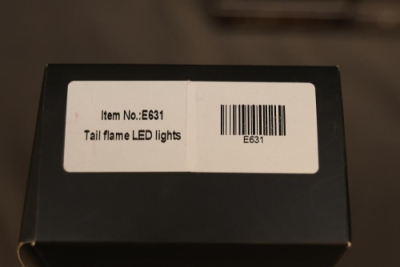 Item No.:E631
Tail flame LED lights
E631